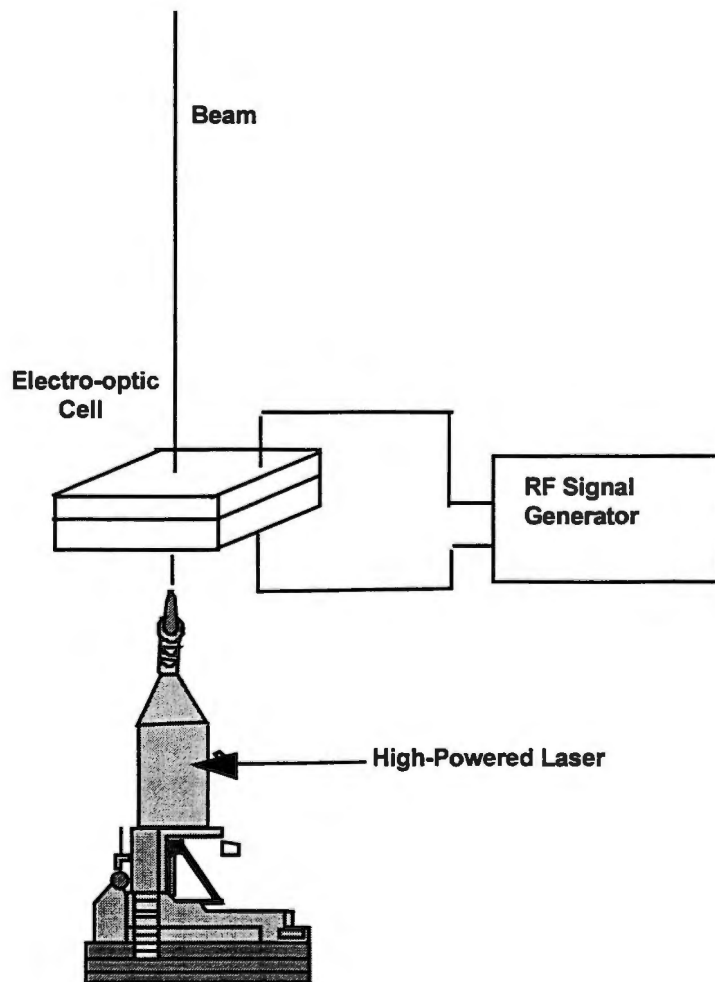 Beam
Electro-optic
Cell
RF Signal
Generator
High-Powered Laser